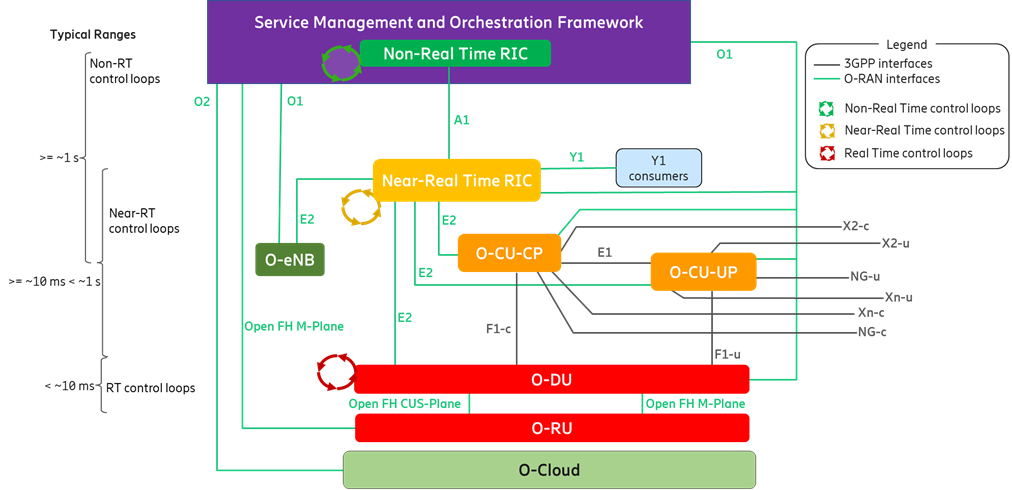 Service Management and Orchestration Framework
Typical Ranges
Non-Real Time RIC
O1
Legend
3GPP interfaces
O-RAN interfaces
Non-Real Time control loops
Near-Real Time control loops
Real Time control loops
Non-RT
control loops
O2
O1
A1
>= ~1 s
Y1
Y1
consumers
Near-Real Time RIC
Near-RT
control loops
E2
E2
X2-c
O-eNB
O-CU-CP
E1
X2-u
E2
O-CU-UP
NG-u
>= ~10 ms < ~1 s
Xn-u
Xn-c
Open FH M-Plane
E2
F1-c
NG-c
F1-u
< ~10 ms
RT control loops
O-DU
Open FH CUS-Plane
Open FH M-Plane
O-RU
O-Cloud